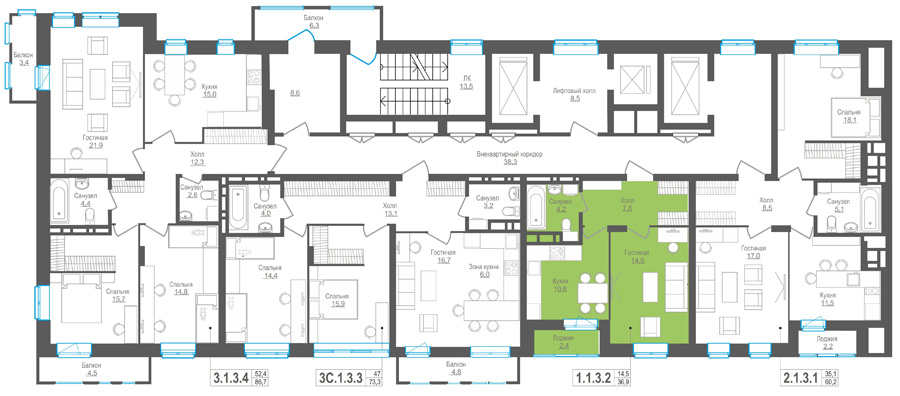 Балкон
6,3
Балкон
3,4
Гостиная
21,9
Кухня
15,0
8,6
ЛК
13,5
Лифтовый холл
8,5
Спальня
18,1
Холл
12,3
Внеквартирный коридор
38,3
Санузел
4,4
Санузел
2,6
Санузел
4,0
Холл
13,1
Санузел
3,2
Санузел
4,2
Холл
7,6
Холл
8,5
Санузел
5,1
Спальня
15,7
Спальня
14,8
Спальня
14,4
Спальня
15,9
Гостиная
16,7
Зона кухни
6,0
Кухня
10,6
Гостиная
14,5
Гостиная
17,0
Кухня
11,5
Лоджия
2,4
Лоджия
2,2
Балкон
4,5
Балкон
4,8
3.1.3.4 52,4
86,7
3С.1.3.3 47
73,3
1.1.3.2 14,5
36,9
2.1.3.1 35,1
60,2